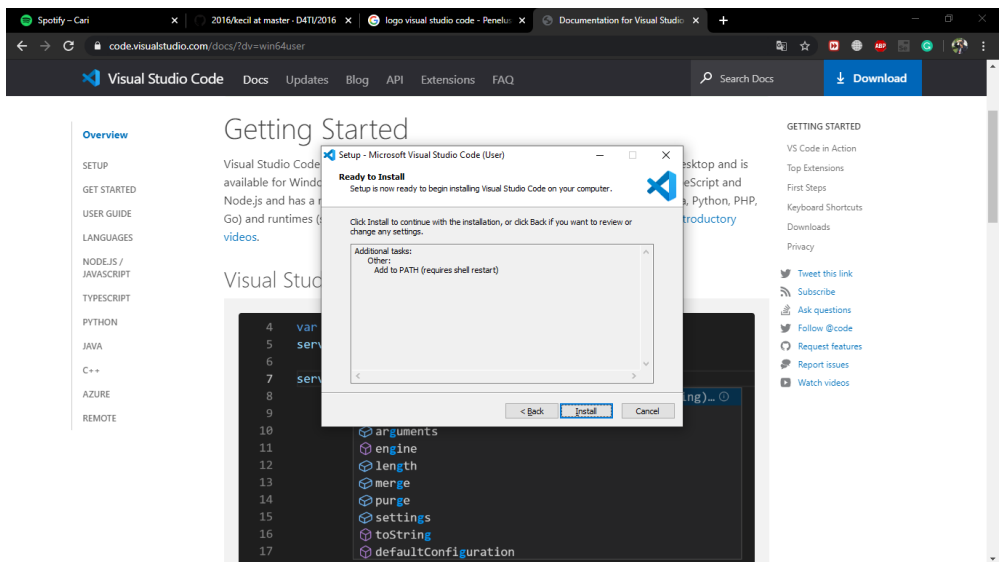 Spotify – Cari
2016/kecil at master · D4TI/2016
logo visual studio code - Penelus
Documentation for Visual Studio
code.visualstudio.com/docs/?dv=win64user
Visual Studio Code
Docs
Updates
Blog
API
Extensions
FAQ
Search Docs
Download
Overview
SETUP
GET STARTED
USER GUIDE
LANGUAGES
NODE.JS /
JAVASCRIPT
TYPESCRIPT
PYTHON
JAVA
C++
AZURE
REMOTE
Getting Started
Visual Studio Code
esktop and is
available for Windo
eScript and
Node.js and has a r
, Python, PHP,
Go) and runtimes (s
troductory
videos.
Visual Stud
4 var
5 serv
6
7 serv
8 ing)…
9
10 arguments
11 engine
12 length
13 merge
14 purge
15 settings
16 toString
17 defaultConfiguration
Setup - Microsoft Visual Studio Code (User)
Ready to Install
Setup is now ready to begin installing Visual Studio Code on your computer.
Click Install to continue with the installation, or click Back if you want to review or
change any settings.
Additional tasks:
Other:
Add to PATH (requires shell restart)
< Back
Install
Cancel
GETTING STARTED
VS Code in Action
Top Extensions
First Steps
Keyboard Shortcuts
Downloads
Privacy
Tweet this link
Subscribe
Ask questions
Follow @code
Request features
Report issues
Watch videos
ABP